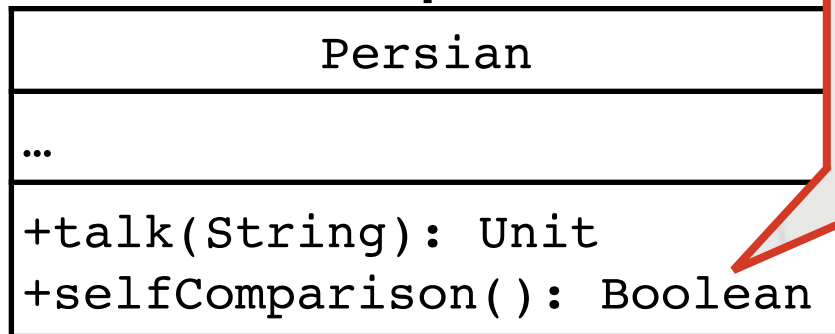 Persian
…
+talk(String): Unit
+selfComparison(): Boolean